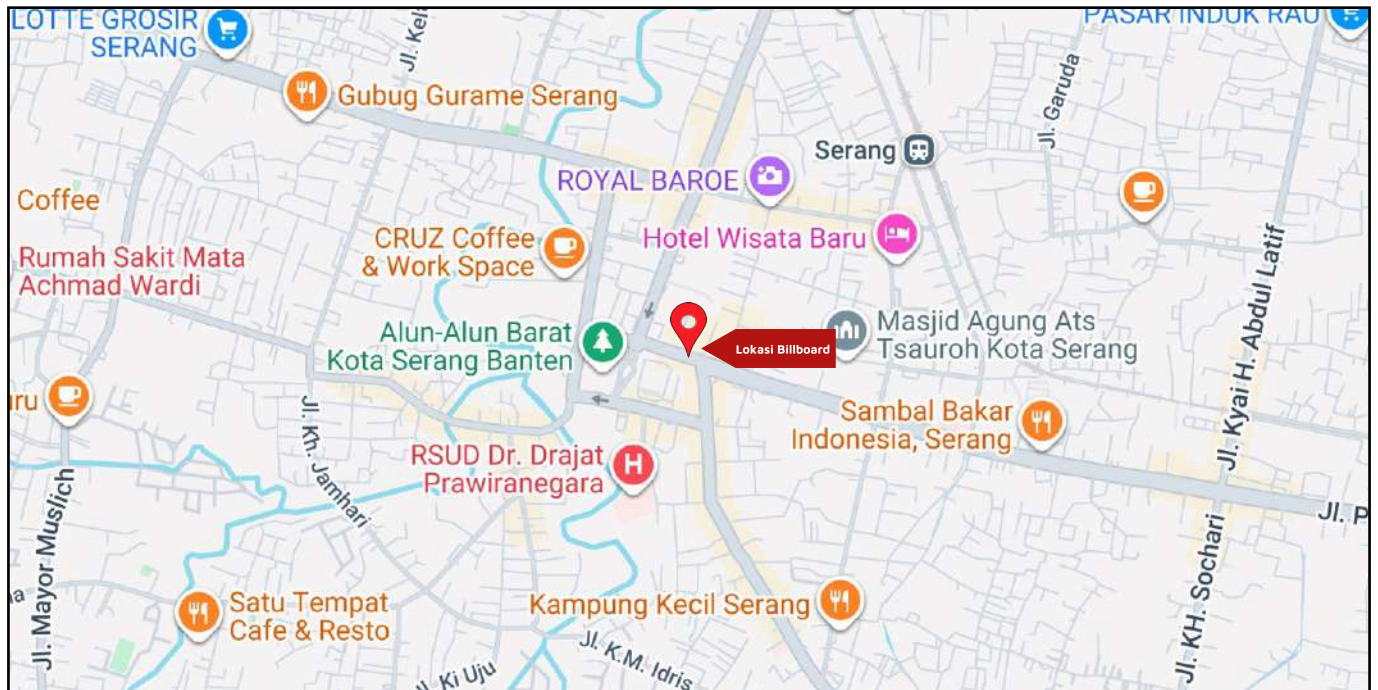 LOTTE GROSIR
SERANG
Jl. Kela
PASAR INDUK RAU
Gubug Gurame Serang
Jl. Garuda
Serang
ROYAL BAROE
Coffee
CRUZ Coffee
& Work Space
Hotel Wisata Baru
Rumah Sakit Mata
Achmad Wardi
Jl. Kyai H. Abdul Latif
Alun-Alun Barat
Kota Serang Banten
Lokasi Billboard
Masjid Agung Ats
Tsauroh Kota Serang
ru
Jl. Kh. Jamhari
Sambal Bakar
Indonesia, Serang
RSUD Dr. Drajat
Prawiranegara
H
Jl. P
Jl. Mayor Muslich
Jl. KH. Sochari
a
Satu Tempat
Cafe & Resto
Kampung Kecil Serang
Jl. K.M. Idris
Jl. Ki Uju